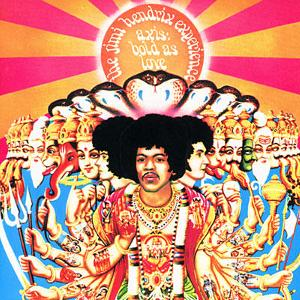 the jimi hendrix experience
axis:
bold as
love